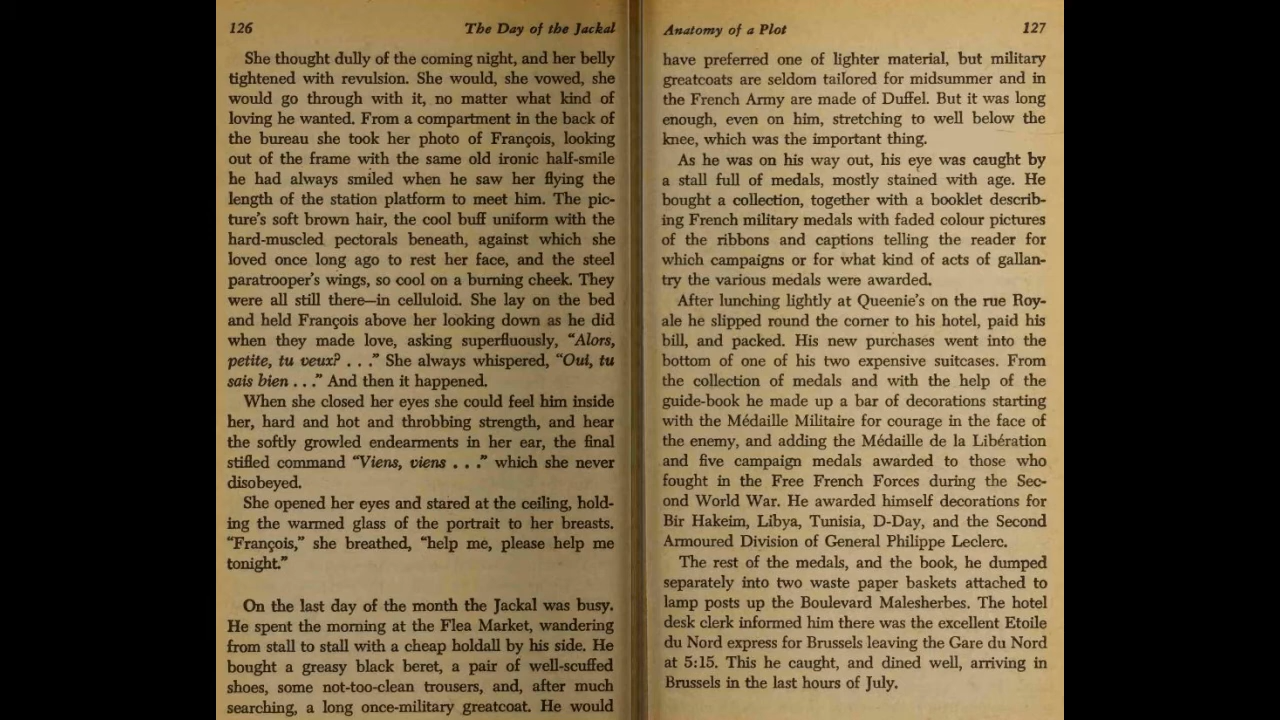 126
The Day of the Jackal
She thought dully of the coming night, and her belly
tightened with revulsion. She would, she vowed, she
would go through with it, no matter what kind of
loving he wanted. From a compartment in the back of
the bureau she took her photo of François, looking
out of the frame with the same old ironic half-smile
he had always smiled when he saw her flying the
length of the station platform to meet him. The pic-
ture's soft brown hair, the cool buff uniform with the
hard-muscled pectorals beneath, against which she
loved once long ago to rest her face, and the steel
paratrooper's wings, so cool on a burning cheek. They
were all still there—in celluloid. She lay on the bed
and held François above her looking down as he did
when they made love, asking superfluously, "Alors,
petite, tu veux? . . ." She always whispered, "Oui, tu
sais bien . . ." And then it happened.
When she closed her eyes she could feel him inside
her, hard and hot and throbbing strength, and hear
the softly growled endearments in her ear, the final
stifled command "Viens, viens . . ." which she never
disobeyed.
She opened her eyes and stared at the ceiling, hold-
ing the warmed glass of the portrait to her breasts.
"François," she breathed, "help me, please help me
tonight."
On the last day of the month the Jackal was busy.
He spent the morning at the Flea Market, wandering
from stall to stall with a cheap holdall by his side. He
bought a greasy black beret, a pair of well-scuffed
shoes, some not-too-clean trousers, and, after much
searching, a long once-military greatcoat. He would
Anatomy of a Plot
127
have preferred one of lighter material, but military
greatcoats are seldom tailored for midsummer and in
the French Army are made of Duffel. But it was long
enough, even on him, stretching to well below the
knee, which was the important thing.
As he was on his way out, his eye was caught by
a stall full of medals, mostly stained with age. He
bought a collection, together with a booklet describ-
ing French military medals with faded colour pictures
of the ribbons and captions telling the reader for
which campaigns or for what kind of acts of gallan-
try the various medals were awarded.
After lunching lightly at Queenie's on the rue Roy-
ale he slipped round the corner to his hotel, paid his
bill, and packed. His new purchases went into the
bottom of one of his two expensive suitcases. From
the collection of medals and with the help of the
guide-book he made up a bar of decorations starting
with the Médaille Militaire for courage in the face of
the enemy, and adding the Médaille de la Libération
and five campaign medals awarded to those who
fought in the Free French Forces during the Sec-
ond World War. He awarded himself decorations for
Bir Hakeim, Libya, Tunisia, D-Day, and the Second
Armoured Division of General Philippe Leclerc.
The rest of the medals, and the book, he dumped
separately into two waste paper baskets attached to
lamp posts up the Boulevard Malesherbes. The hotel
desk clerk informed him there was the excellent Etoile
du Nord express for Brussels leaving the Gare du Nord
at 5:15. This he caught, and dined well, arriving in
Brussels in the last hours of July.